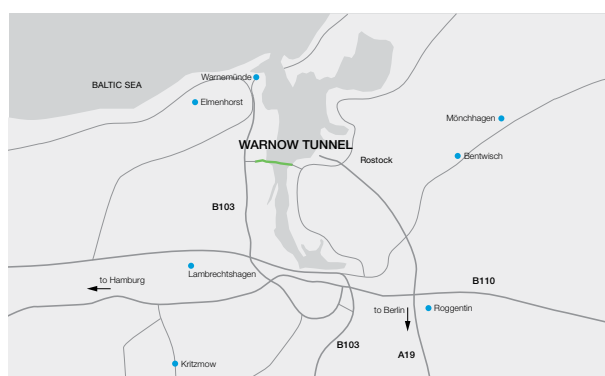 Warnemünde
BALTIC SEA
Elmenhorst
Mönchhagen
WARNOW TUNNEL
Bentwisch
Rostock
B103
Lambrechtshagen
to Hamburg
B110
to Berlin
Roggentin
B103
A19
Kritzmow